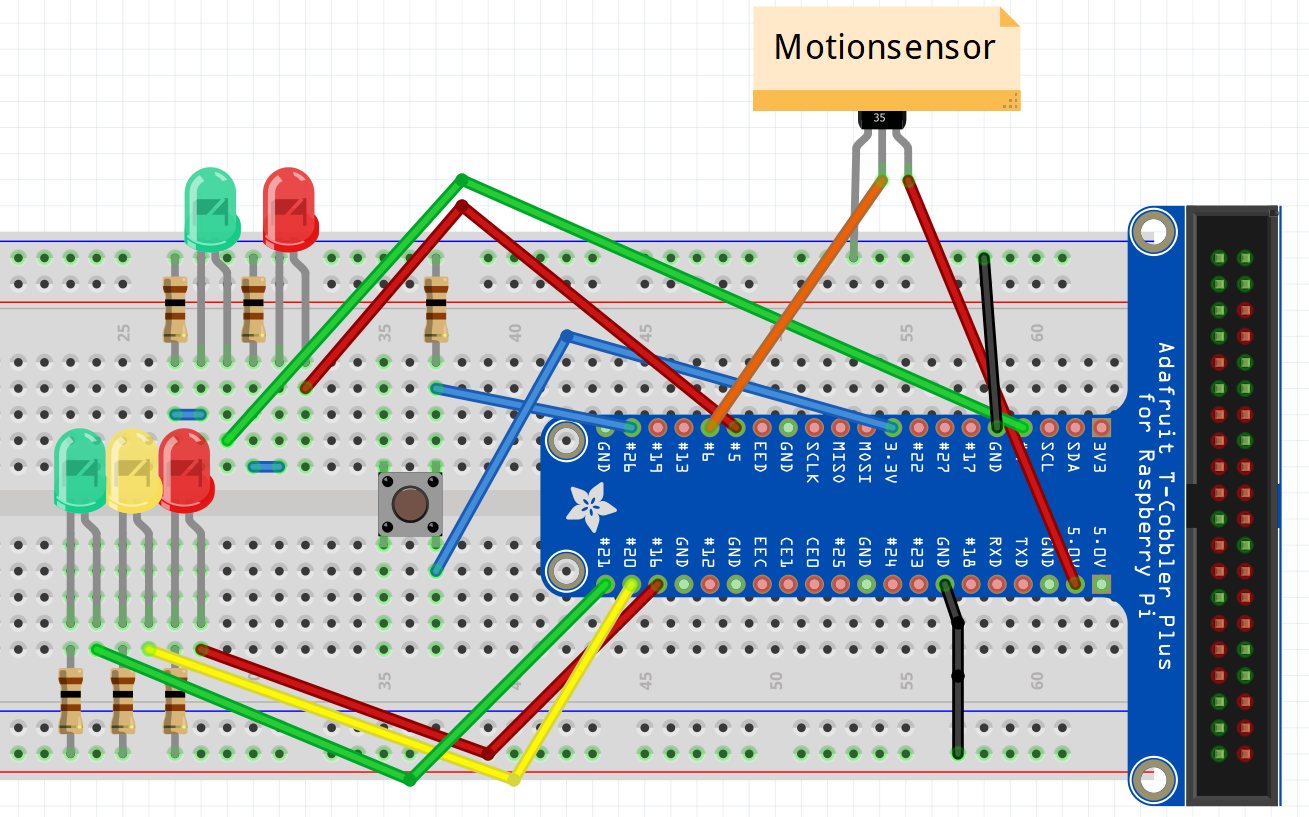 Motionsensor
35
25
35
40
45
55
60
GND
#26
#19
#13
#6
#5
EED
GND
SCLK
MISO
MOSI
3.3V
#22
#27
#17
GND
SCL
SDA
3V3
#21
#20
#16
GND
#12
GND
EEC
CE1
CE0
#25
GND
#24
#23
GND
#18
RXD
TXD
GND
5.0V
5.0V
Adafruit T-Cobbler Plus
for Raspberry Pi
35
45
50
55
60